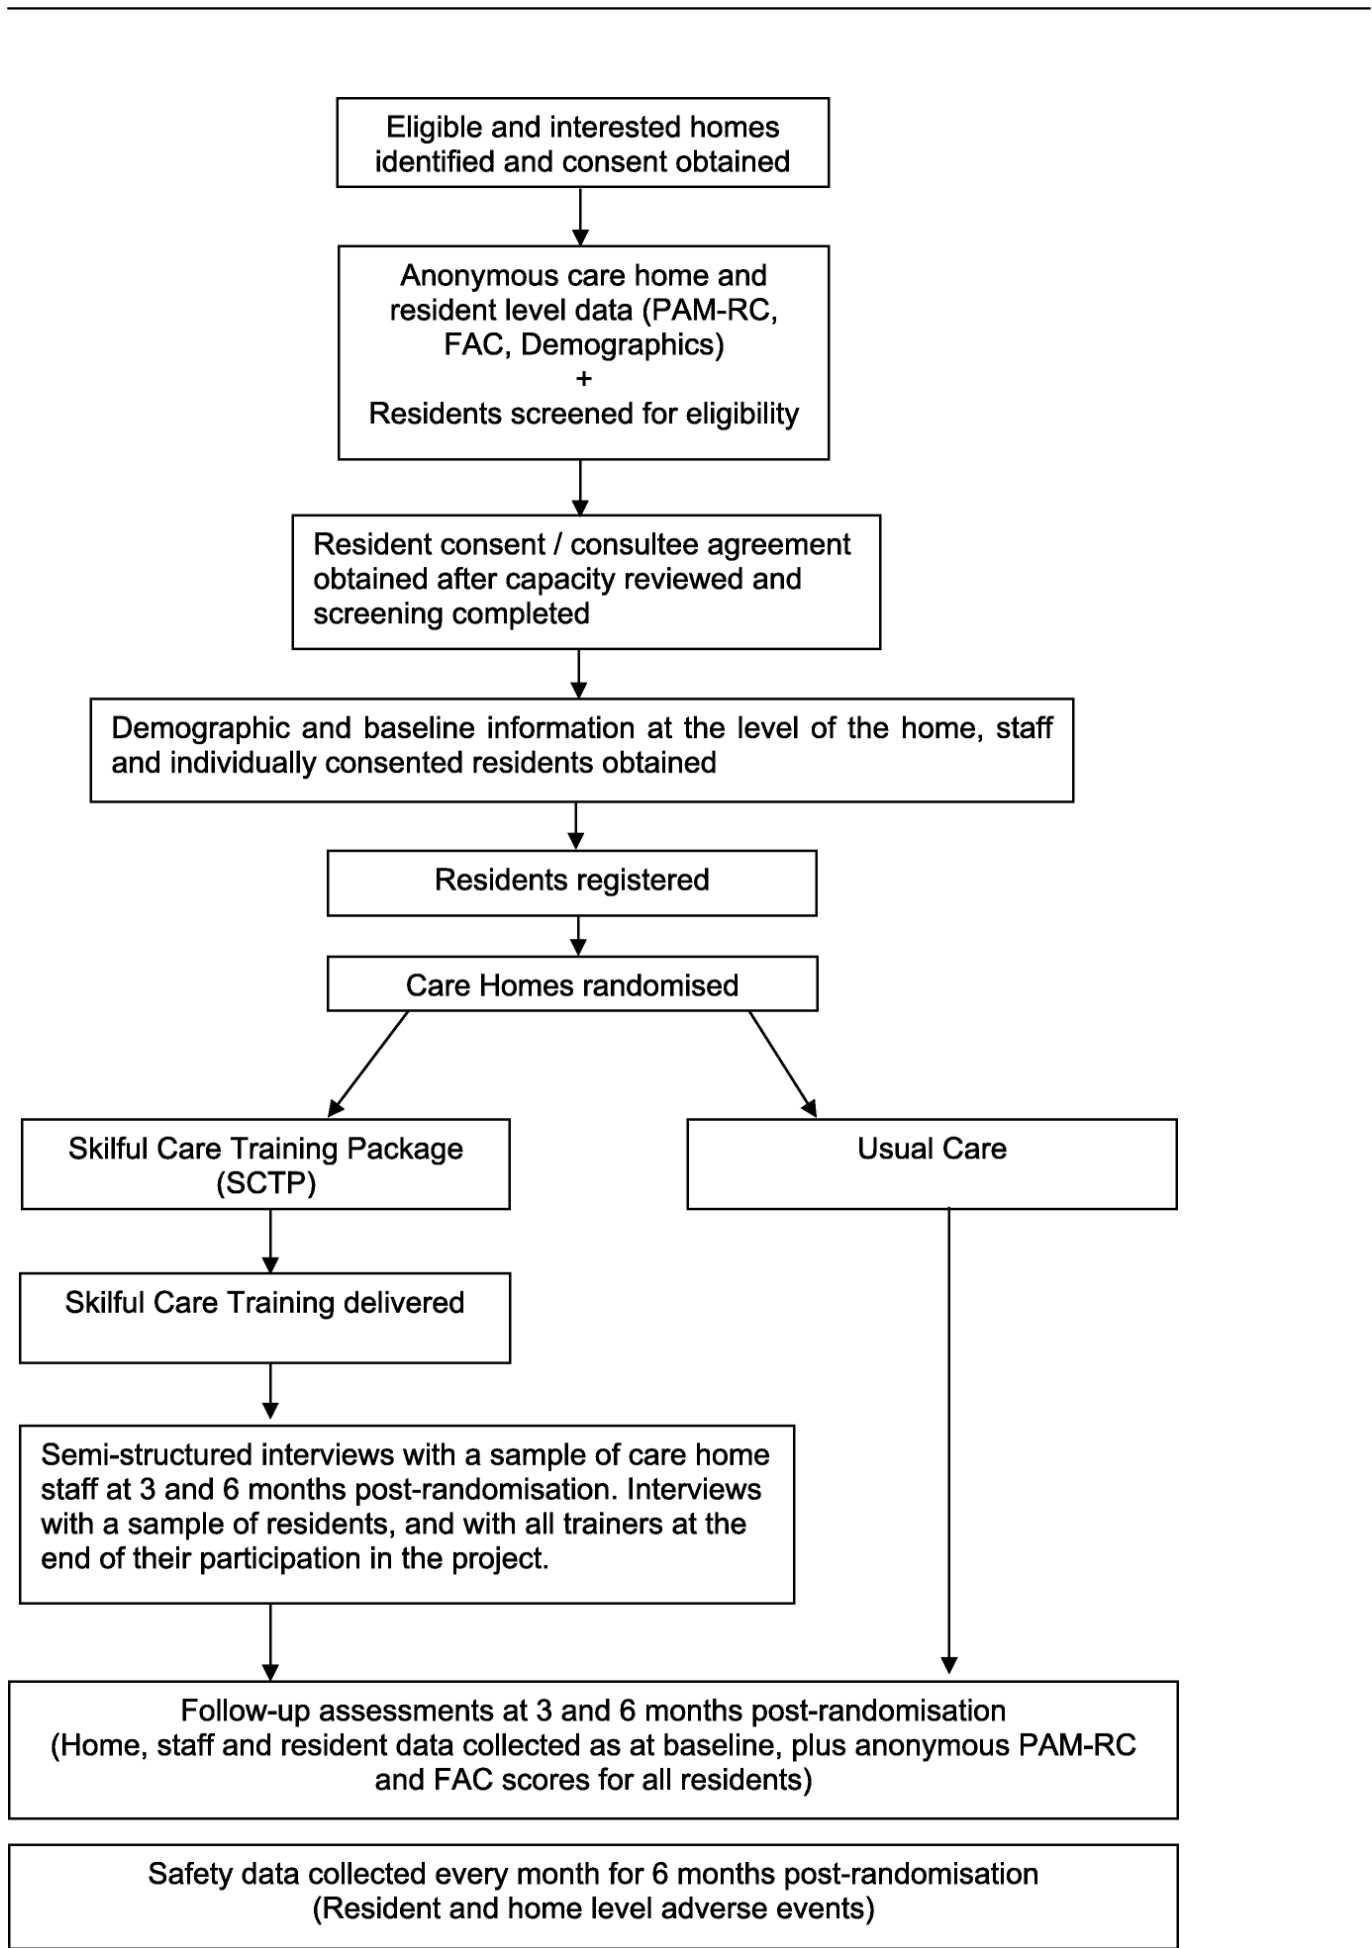 Eligible and interested homes
identified and consent obtained
Anonymous care home and
resident level data (PAM-RC,
FAC, Demographics)
+
Residents screened for eligibility
Resident consent / consultee agreement
obtained after capacity reviewed and
screening completed
Demographic and baseline information at the level of the home, staff
and individually consented residents obtained
Residents registered
Care Homes randomised
Skilful Care Training Package
(SCTP)
Usual Care
Skilful Care Training delivered
Semi-structured interviews with a sample of care home
staff at 3 and 6 months post-randomisation. Interviews
with a sample of residents, and with all trainers at the
end of their participation in the project.
Follow-up assessments at 3 and 6 months post-randomisation
(Home, staff and resident data collected as at baseline, plus anonymous PAM-RC
and FAC scores for all residents)
Safety data collected every month for 6 months post-randomisation
(Resident and home level adverse events)